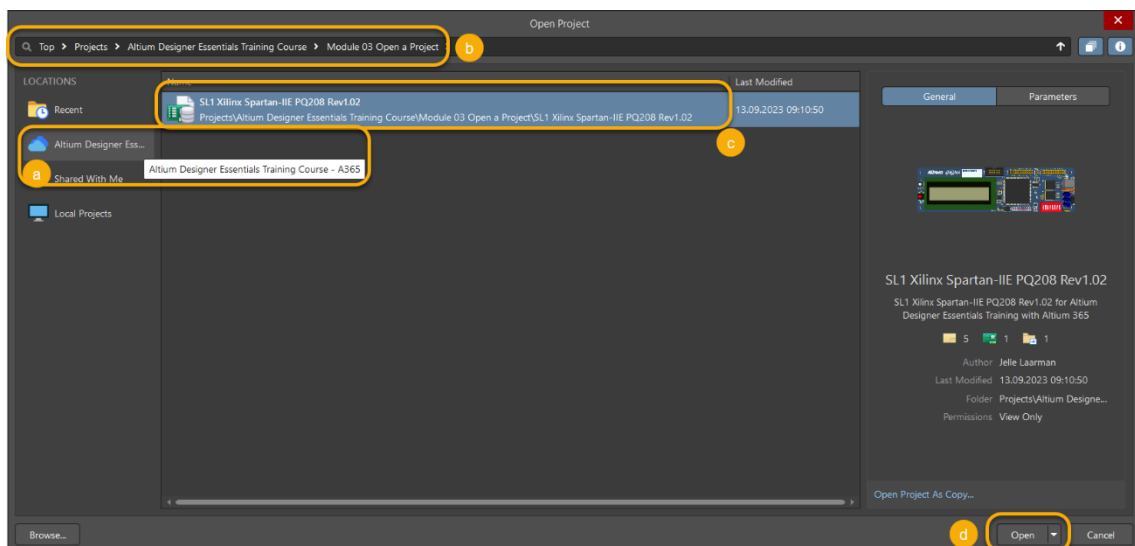 Open Project
Top > Projects > Altium Designer Essentials Training Course > Module 03 Open a Project
b
LOCATIONS
Name
Last Modified
Recent
SL1 Xilinx Spartan-IIE PQ208 Rev1.02
Projects\Altium Designer Essentials Training Course\Module 03 Open a Project\SL1 Xilinx Spartan-IIE PQ208 Rev1.02
13.09.2023 09:10:50
c
Altium Designer Ess...
a
Altium Designer Essentials Training Course - A365
Shared With Me
Local Projects
General
Parameters
SL1 Xilinx Spartan-IIE PQ208 Rev1.02
SL1 Xilinx Spartan-IIE PQ208 Rev1.02 for Altium
Designer Essentials Training with Altium 365
5 1 1
Author Jelle Laarman
Last Modified 13.09.2023 09:10:50
Folder Projects\Altium Designe...
Permissions View Only
Open Project As Copy...
Browse...
d
Open
Cancel